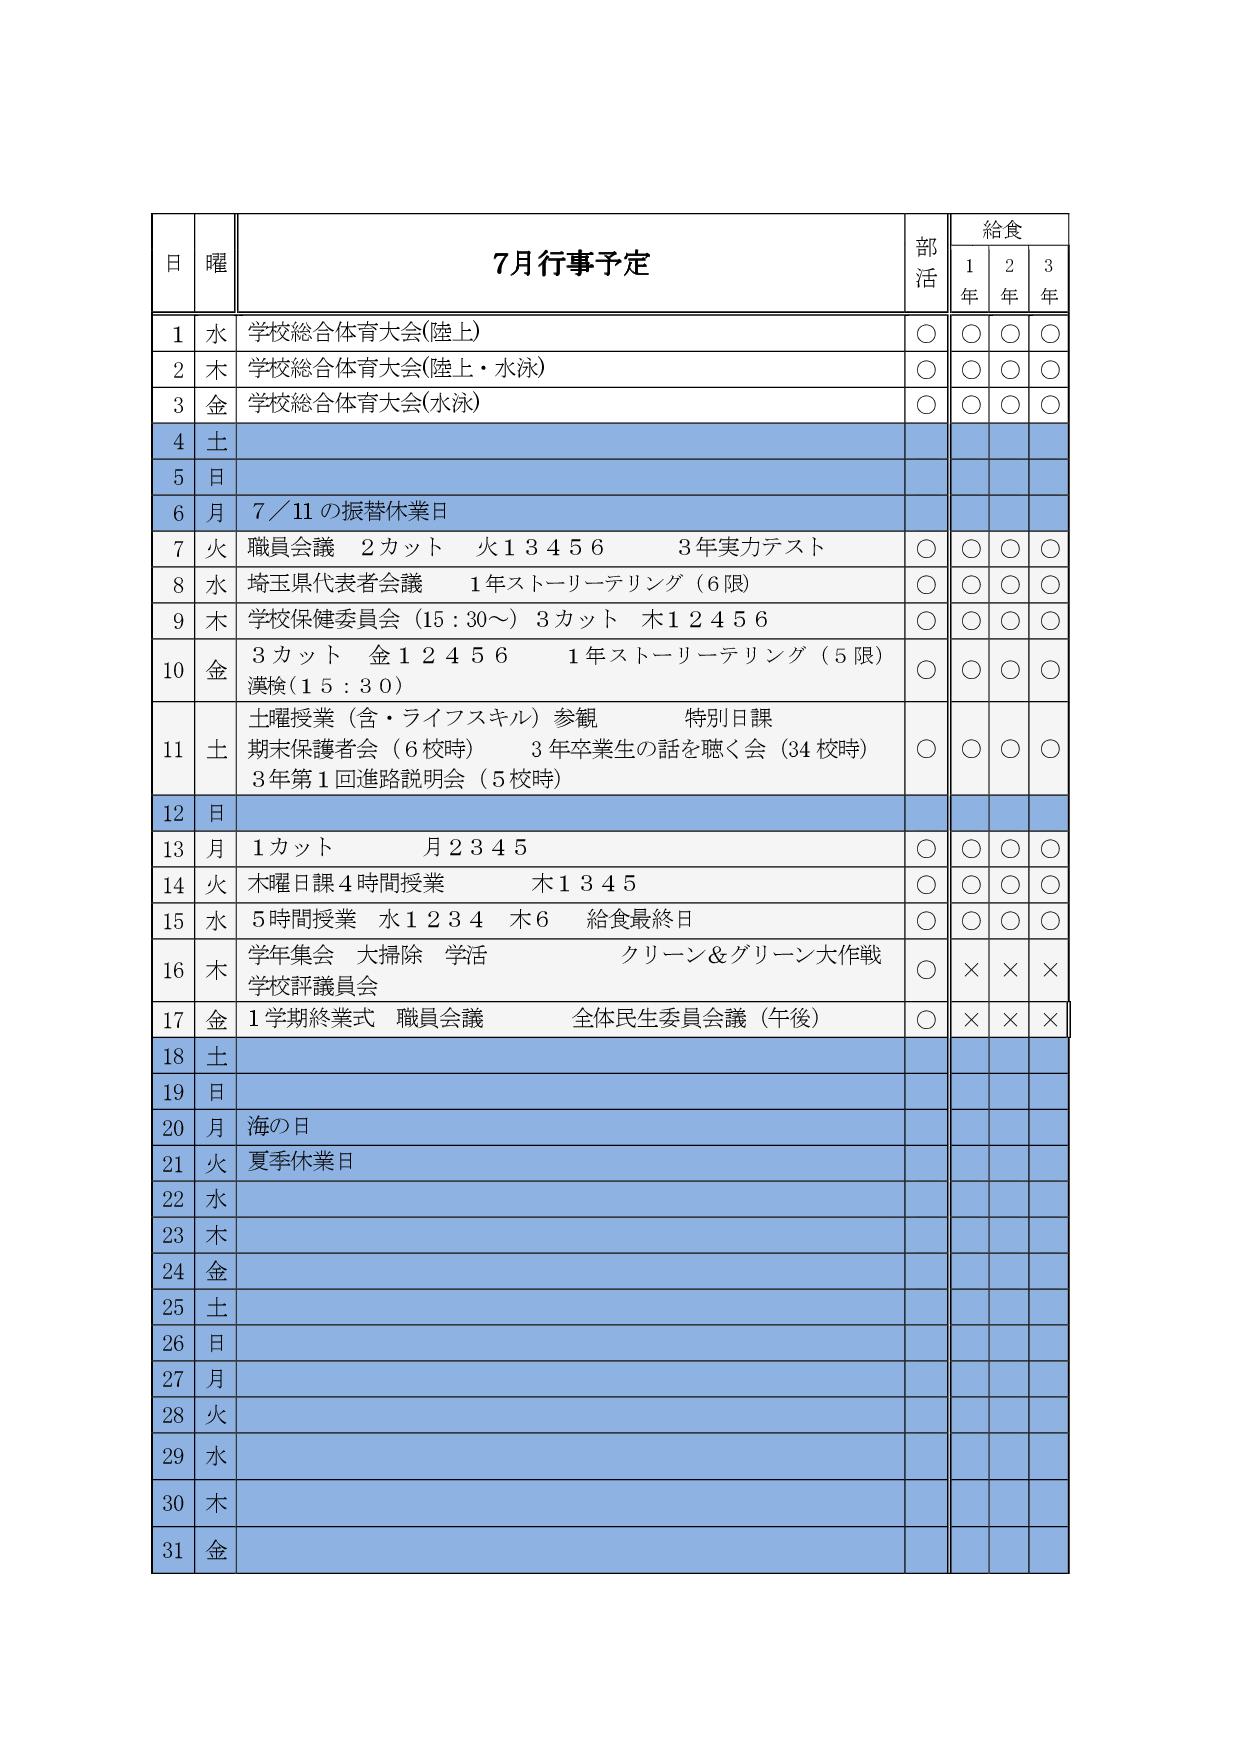 日 曜 7月行事予定 部活 給食
1年 2年 3年
1 水 学校総合体育大会(陸上) ○ ○ ○ ○
2 木 学校総合体育大会(陸上・水泳) ○ ○ ○ ○
3 金 学校総合体育大会(水泳) ○ ○ ○ ○
4 土
5 日
6 月 ７／11 の振替休業日
7 火 職員会議　２カット　 火１３４５６　　　３年実力テスト ○ ○ ○ ○
8 水 埼玉県代表者会議　　１年ストーリーテリング（６限） ○ ○ ○ ○
9 木 学校保健委員会（15：30～）３カット　木１２４５６ ○ ○ ○ ○
10 金 ３カット　金１２４５６　　１年ストーリーテリング（５限） ○ ○ ○ ○
漢検(１５：３０)
11 土 土曜授業（含・ライフスキル）参観　　　　特別日課 ○ ○ ○ ○
期末保護者会（６校時）　　３年卒業生の話を聴く会（34 校時）
３年第１回進路説明会（５校時）
12 日
13 月 １カット　　　　月２３４５ ○ ○ ○ ○
14 火 木曜日課４時間授業　　　　木１３４５ ○ ○ ○ ○
15 水 ５時間授業　水１２３４　木６　 給食最終日 ○ ○ ○ ○
16 木 学年集会　大掃除　学活　　　　　　クリーン＆グリーン大作戦 ○ × × ×
学校評議員会
17 金 １学期終業式　職員会議　　　　全体民生委員会議（午後） ○ × × ×
18 土
19 日
20 月 海の日
21 火 夏季休業日
22 水
23 木
24 金
25 土
26 日
27 月
28 火
29 水
30 木
31 金